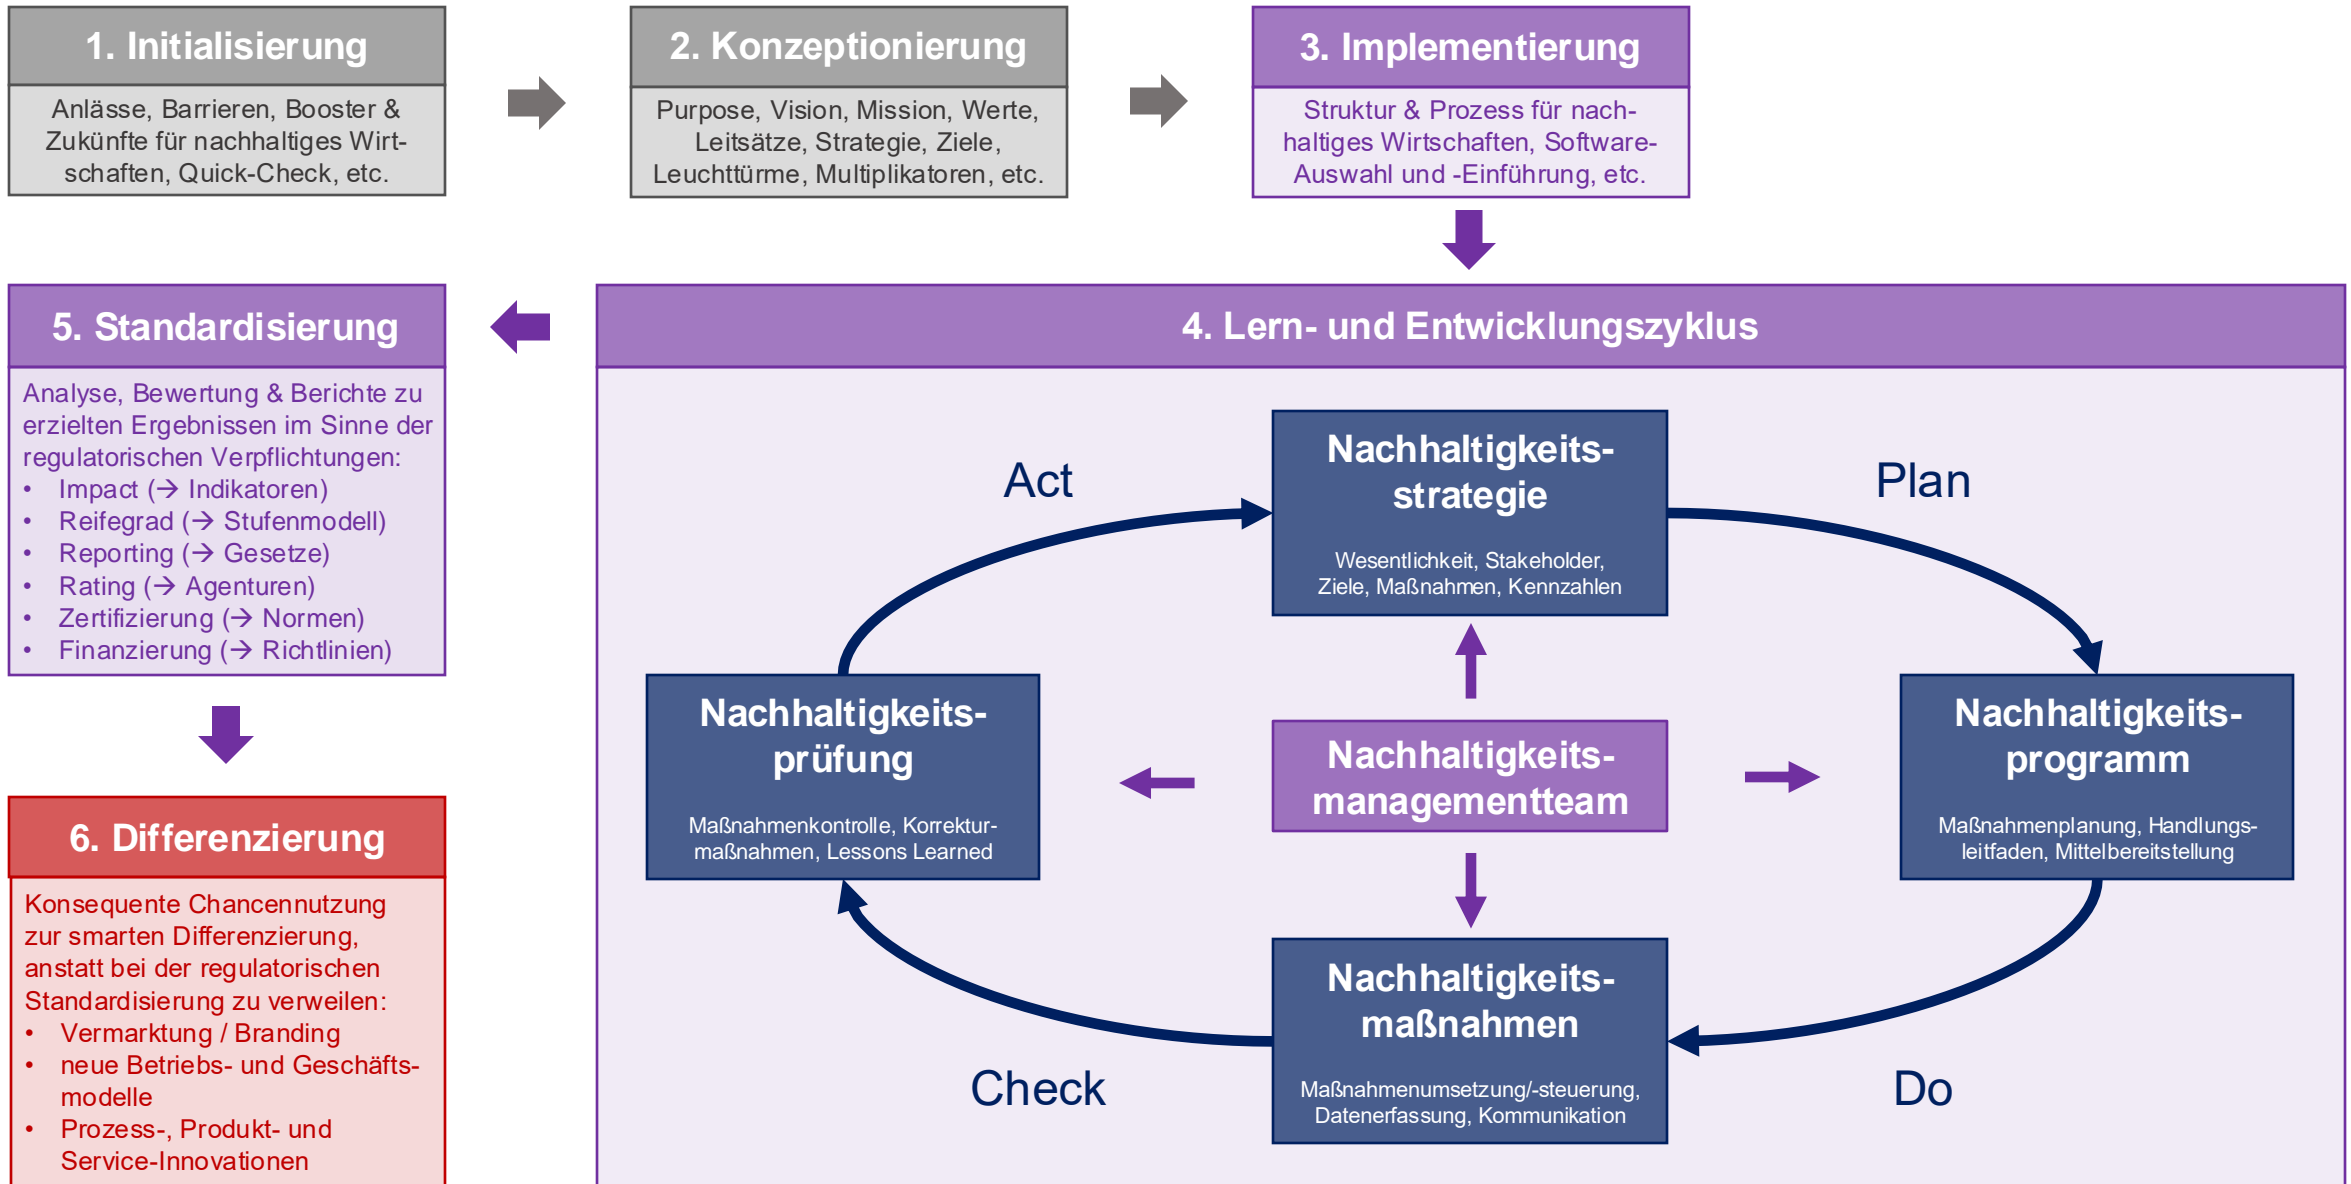 1. Initialisierung
Anlässe, Barrieren, Booster &
Zukünfte für nachhaltiges Wirt-
schaften, Quick-Check, etc.
2. Konzeptionierung
Purpose, Vision, Mission, Werte,
Leitsätze, Strategie, Ziele,
Leuchttürme, Multiplikatoren, etc.
3. Implementierung
Struktur & Prozess für nach-
haltiges Wirtschaften, Software-
Auswahl und -Einführung, etc.
4. Lern- und Entwicklungszyklus
Act
Plan
Nachhaltigkeits-
strategie
Wesentlichkeit, Stakeholder,
Ziele, Maßnahmen, Kennzahlen
Nachhaltigkeits-
prüfung
Maßnahmenkontrolle, Korrektur-
maßnahmen, Lessons Learned
Nachhaltigkeits-
managementteam
Nachhaltigkeits-
programm
Maßnahmenplanung, Handlungs-
leitfaden, Mittelbereitstellung
Nachhaltigkeits-
maßnahmen
Maßnahmenumsetzung/-steuerung,
Datenerfassung, Kommunikation
Check
Do
5. Standardisierung
Analyse, Bewertung & Berichte zu
erzielten Ergebnissen im Sinne der
regulatorischen Verpflichtungen:
• Impact (→ Indikatoren)
• Reifegrad (→ Stufenmodell)
• Reporting (→ Gesetze)
• Rating (→ Agenturen)
• Zertifizierung (→ Normen)
• Finanzierung (→ Richtlinien)
6. Differenzierung
Konsequente Chancennutzung
zur smarten Differenzierung,
anstatt bei der regulatorischen
Standardisierung zu verweilen:
• Vermarktung / Branding
• neue Betriebs- und Geschäfts-
modelle
• Prozess-, Produkt- und
Service-Innovationen